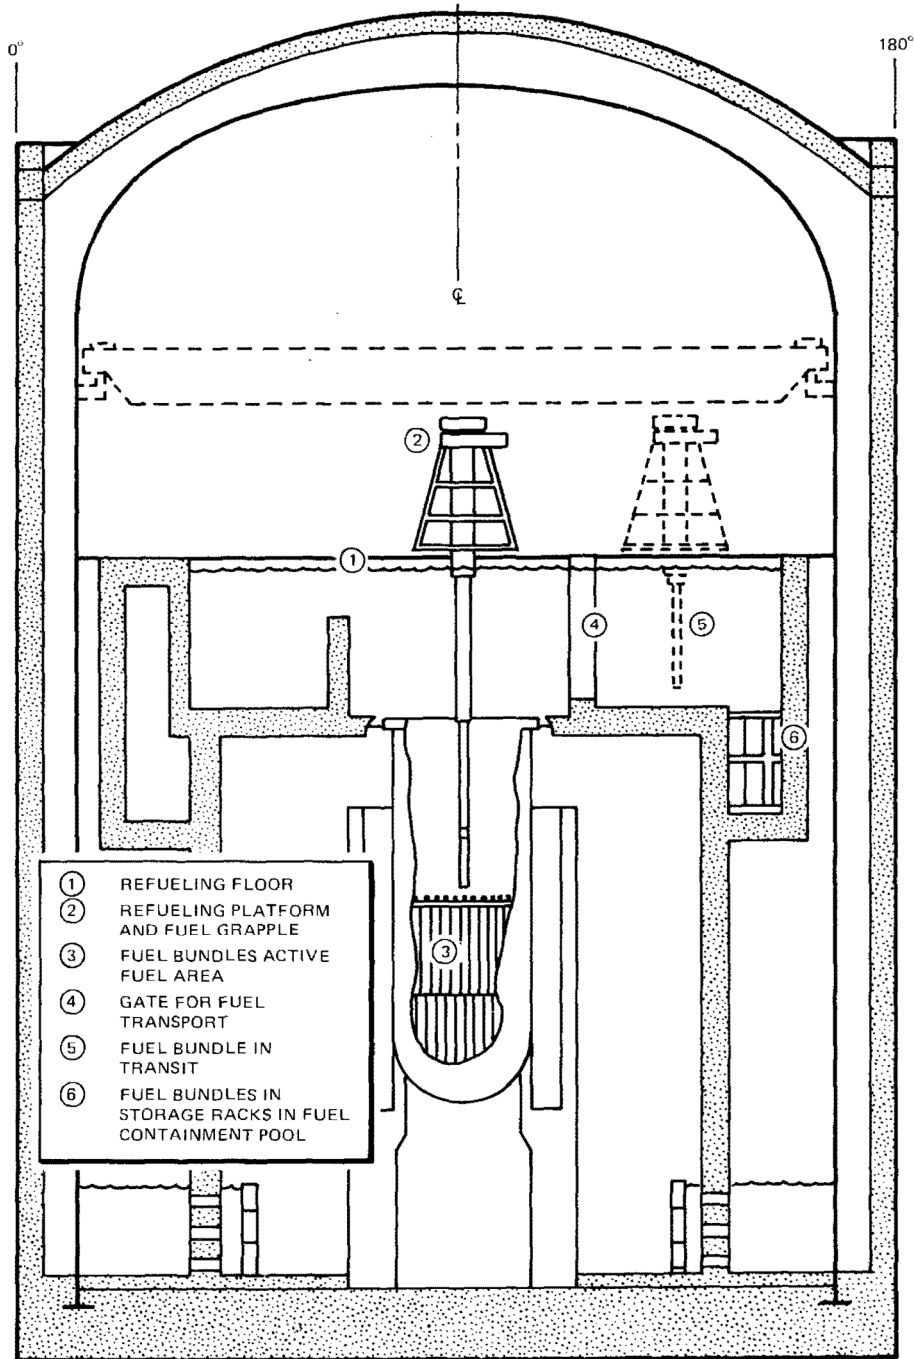 0°
180°
℄
2
1
4
5
6
3
1 REFUELING FLOOR
2 REFUELING PLATFORM
AND FUEL GRAPPLE
3 FUEL BUNDLES ACTIVE
FUEL AREA
4 GATE FOR FUEL
TRANSPORT
5 FUEL BUNDLE IN
TRANSIT
6 FUEL BUNDLES IN
STORAGE RACKS IN FUEL
CONTAINMENT POOL